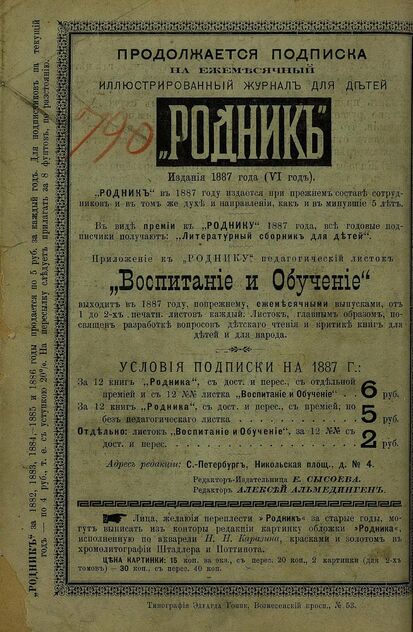 ПРОДОЛЖАЕТСЯ ПОДПИСКА
НА ЕЖЕМѢСЯЧНЫЙ
ИЛЛЮСТРИРОВАННЫЙ ЖУРНАЛЪ ДЛЯ ДѢТЕЙ
790
„РОДНИКЪ“
Изданія 1887 года (VI годъ).
„РОДНИКЪ“ въ 1887 году издается при прежнемъ составѣ сотруд-
никовъ и въ томъ же духѣ и направленіи, какъ и въ минувшіе 5 лѣтъ.
Въ видѣ преміи къ „РОДНИКУ“ 1887 года, всѣ годовые под-
писчики получаютъ: „Литературный сборникъ для дѣтей“.
Приложеніе къ „РОДНИКУ“ педагогическій листокъ
„Воспитаніе и Обученіе“
выходитъ въ 1887 году, попрежнему, ежемѣсячными выпусками, отъ
1 до 2-хъ печатн. листовъ каждый. Листокъ, главнымъ образомъ, по-
священъ разработкѣ вопросовъ дѣтскаго чтенія и критикѣ книгъ для
дѣтей и для народа.
УСЛОВІЯ ПОДПИСКИ НА 1887 Г.:
За 12 книгъ „Родника“, съ дост. и перес., съ отдѣльной
преміей и 12 №№ листка „Воспитаніе и Обученіе“ . . 6 руб.
За 12 книгъ „Родника“, съ дост. и перес., съ преміей, но
безъ педагогическаго листка . . . . . . . 5 руб.
Отдѣльно: листокъ „Воспитаніе и Обученіе“, за 12 №№ съ
дост. и перес. . . . . . . . . . 2 руб.
Адресъ редакціи: С.-Петербургъ, Никольская площ., д. № 4.
Редакторъ-Издательница Е. СЫСОЕВА.
Редакторъ АЛЕКСѢЙ АЛЬМЕДИНГЕНЪ.
Лица, желающія переплести „Родникъ“ за старые годы, мо-
гутъ выписать изъ конторы редакціи картинку обложки „Родника“,
исполненную по акварели Н. Н. Каразина, красками и золотомъ въ
хромолитографіи Штадлера и Поттинота.
ЦѢНА КАРТИНКИ: 15 коп. за экз., съ перес. 20 коп., 2 картинки (для 2-хъ
томовъ) — 30 коп., съ перес. 40 коп.
Типографія Эдуарда Гоппе, Вознесенскій просп., № 53.
„РОДНИКЪ“ за 1882, 1883, 1884, 1885 и 1886 годы продается по 5 руб. за каждый годъ. Для подписчиковъ на текущій
годъ — по 4 руб., т. е. съ уступкою 20%. На пересылку слѣдуетъ прилагать за 8 фунтовъ, по разстоянію.